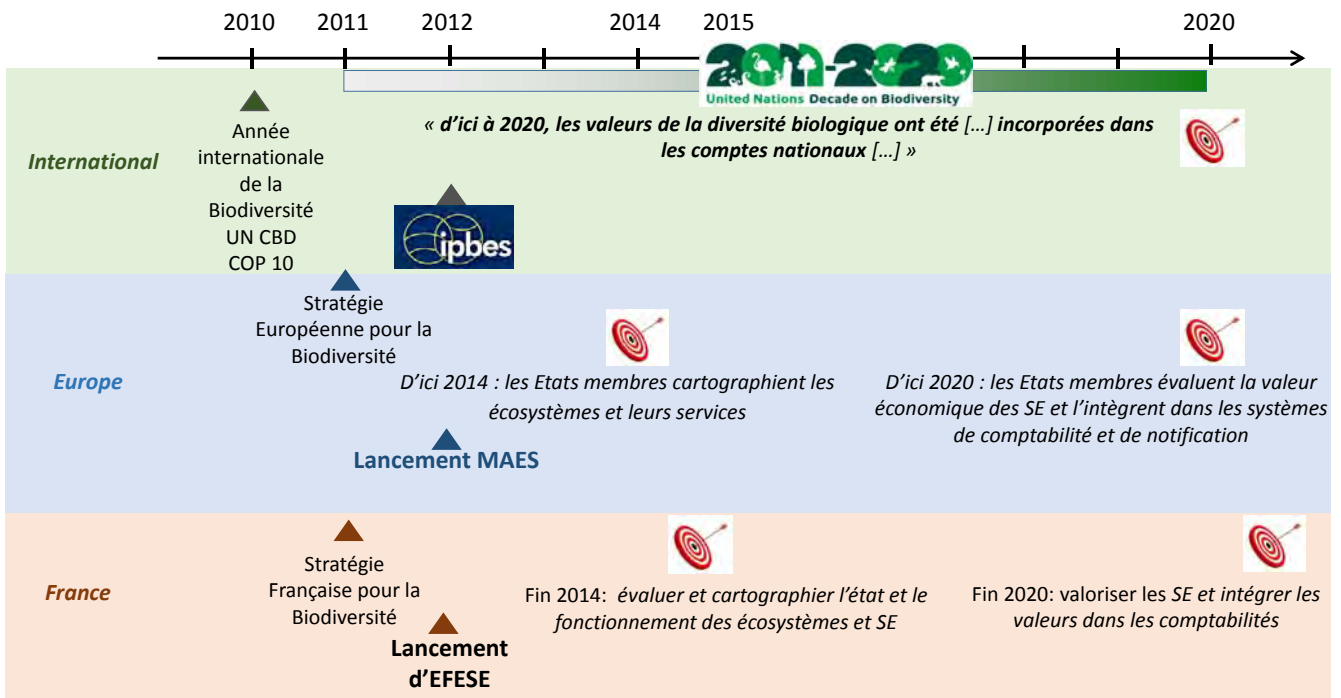 2010
2011
2012
2014
2015
2020
2011-2020
United Nations Decade on Biodiversity
International
Année
internationale
de la
Biodiversité
UN CBD
COP 10
« d'ici à 2020, les valeurs de la diversité biologique ont été […] incorporées dans
les comptes nationaux […] »
ipbes
Europe
Stratégie
Européenne pour la
Biodiversité
D'ici 2014 : les Etats membres cartographient les
écosystèmes et leurs services
Lancement MAES
D'ici 2020 : les Etats membres évaluent la valeur
économique des SE et l'intègrent dans les systèmes
de comptabilité et de notification
France
Stratégie
Française pour la
Biodiversité
Lancement
d'EFESE
Fin 2014: évaluer et cartographier l'état et le
fonctionnement des écosystèmes et SE
Fin 2020: valoriser les SE et intégrer les
valeurs dans les comptabilités